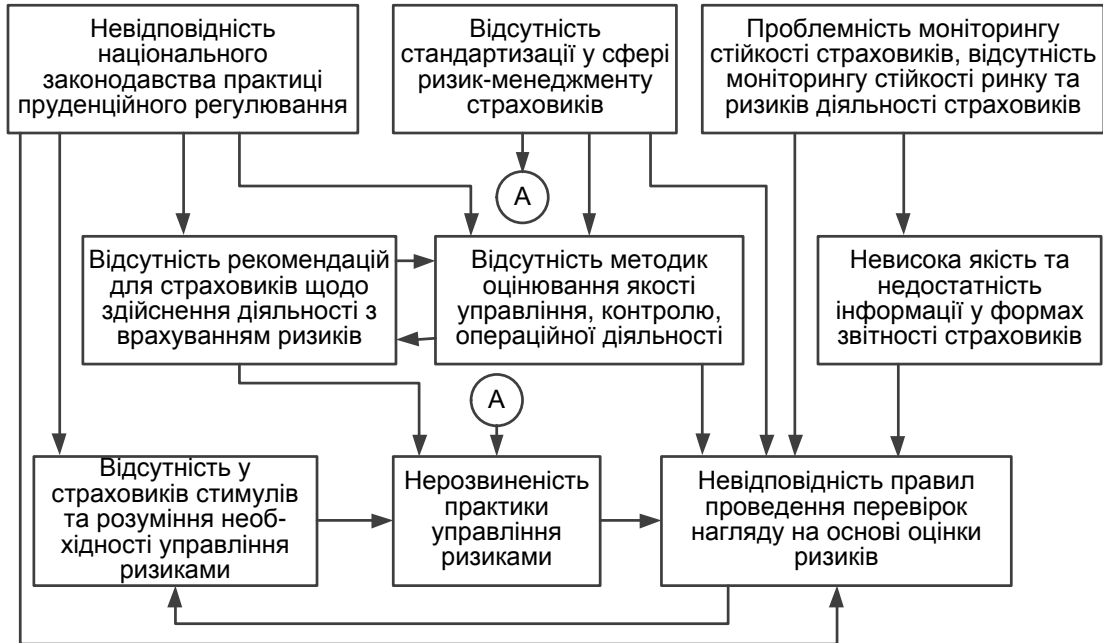 Невідповідність
національного
законодавства практиці
пруденційного регулювання
Відсутність
стандартизації у сфері
ризик-менеджменту
страховиків
Проблемність моніторингу
стійкості страховиків, відсутність
моніторингу стійкості ринку та
ризиків діяльності страховиків
А
Відсутність рекомендацій
для страховиків щодо
здійснення діяльності з
врахуванням ризиків
Відсутність методик
оцінювання якості
управління, контролю,
операційної діяльності
Невисока якість та
недостатність
інформації у формах
звітності страховиків
А
Відсутність у
страховиків стимулів
та розуміння необ-
хідності управління
ризиками
Нерозвиненість
практики
управління
ризиками
Невідповідність правил
проведення перевірок
нагляду на основі оцінки
ризиків